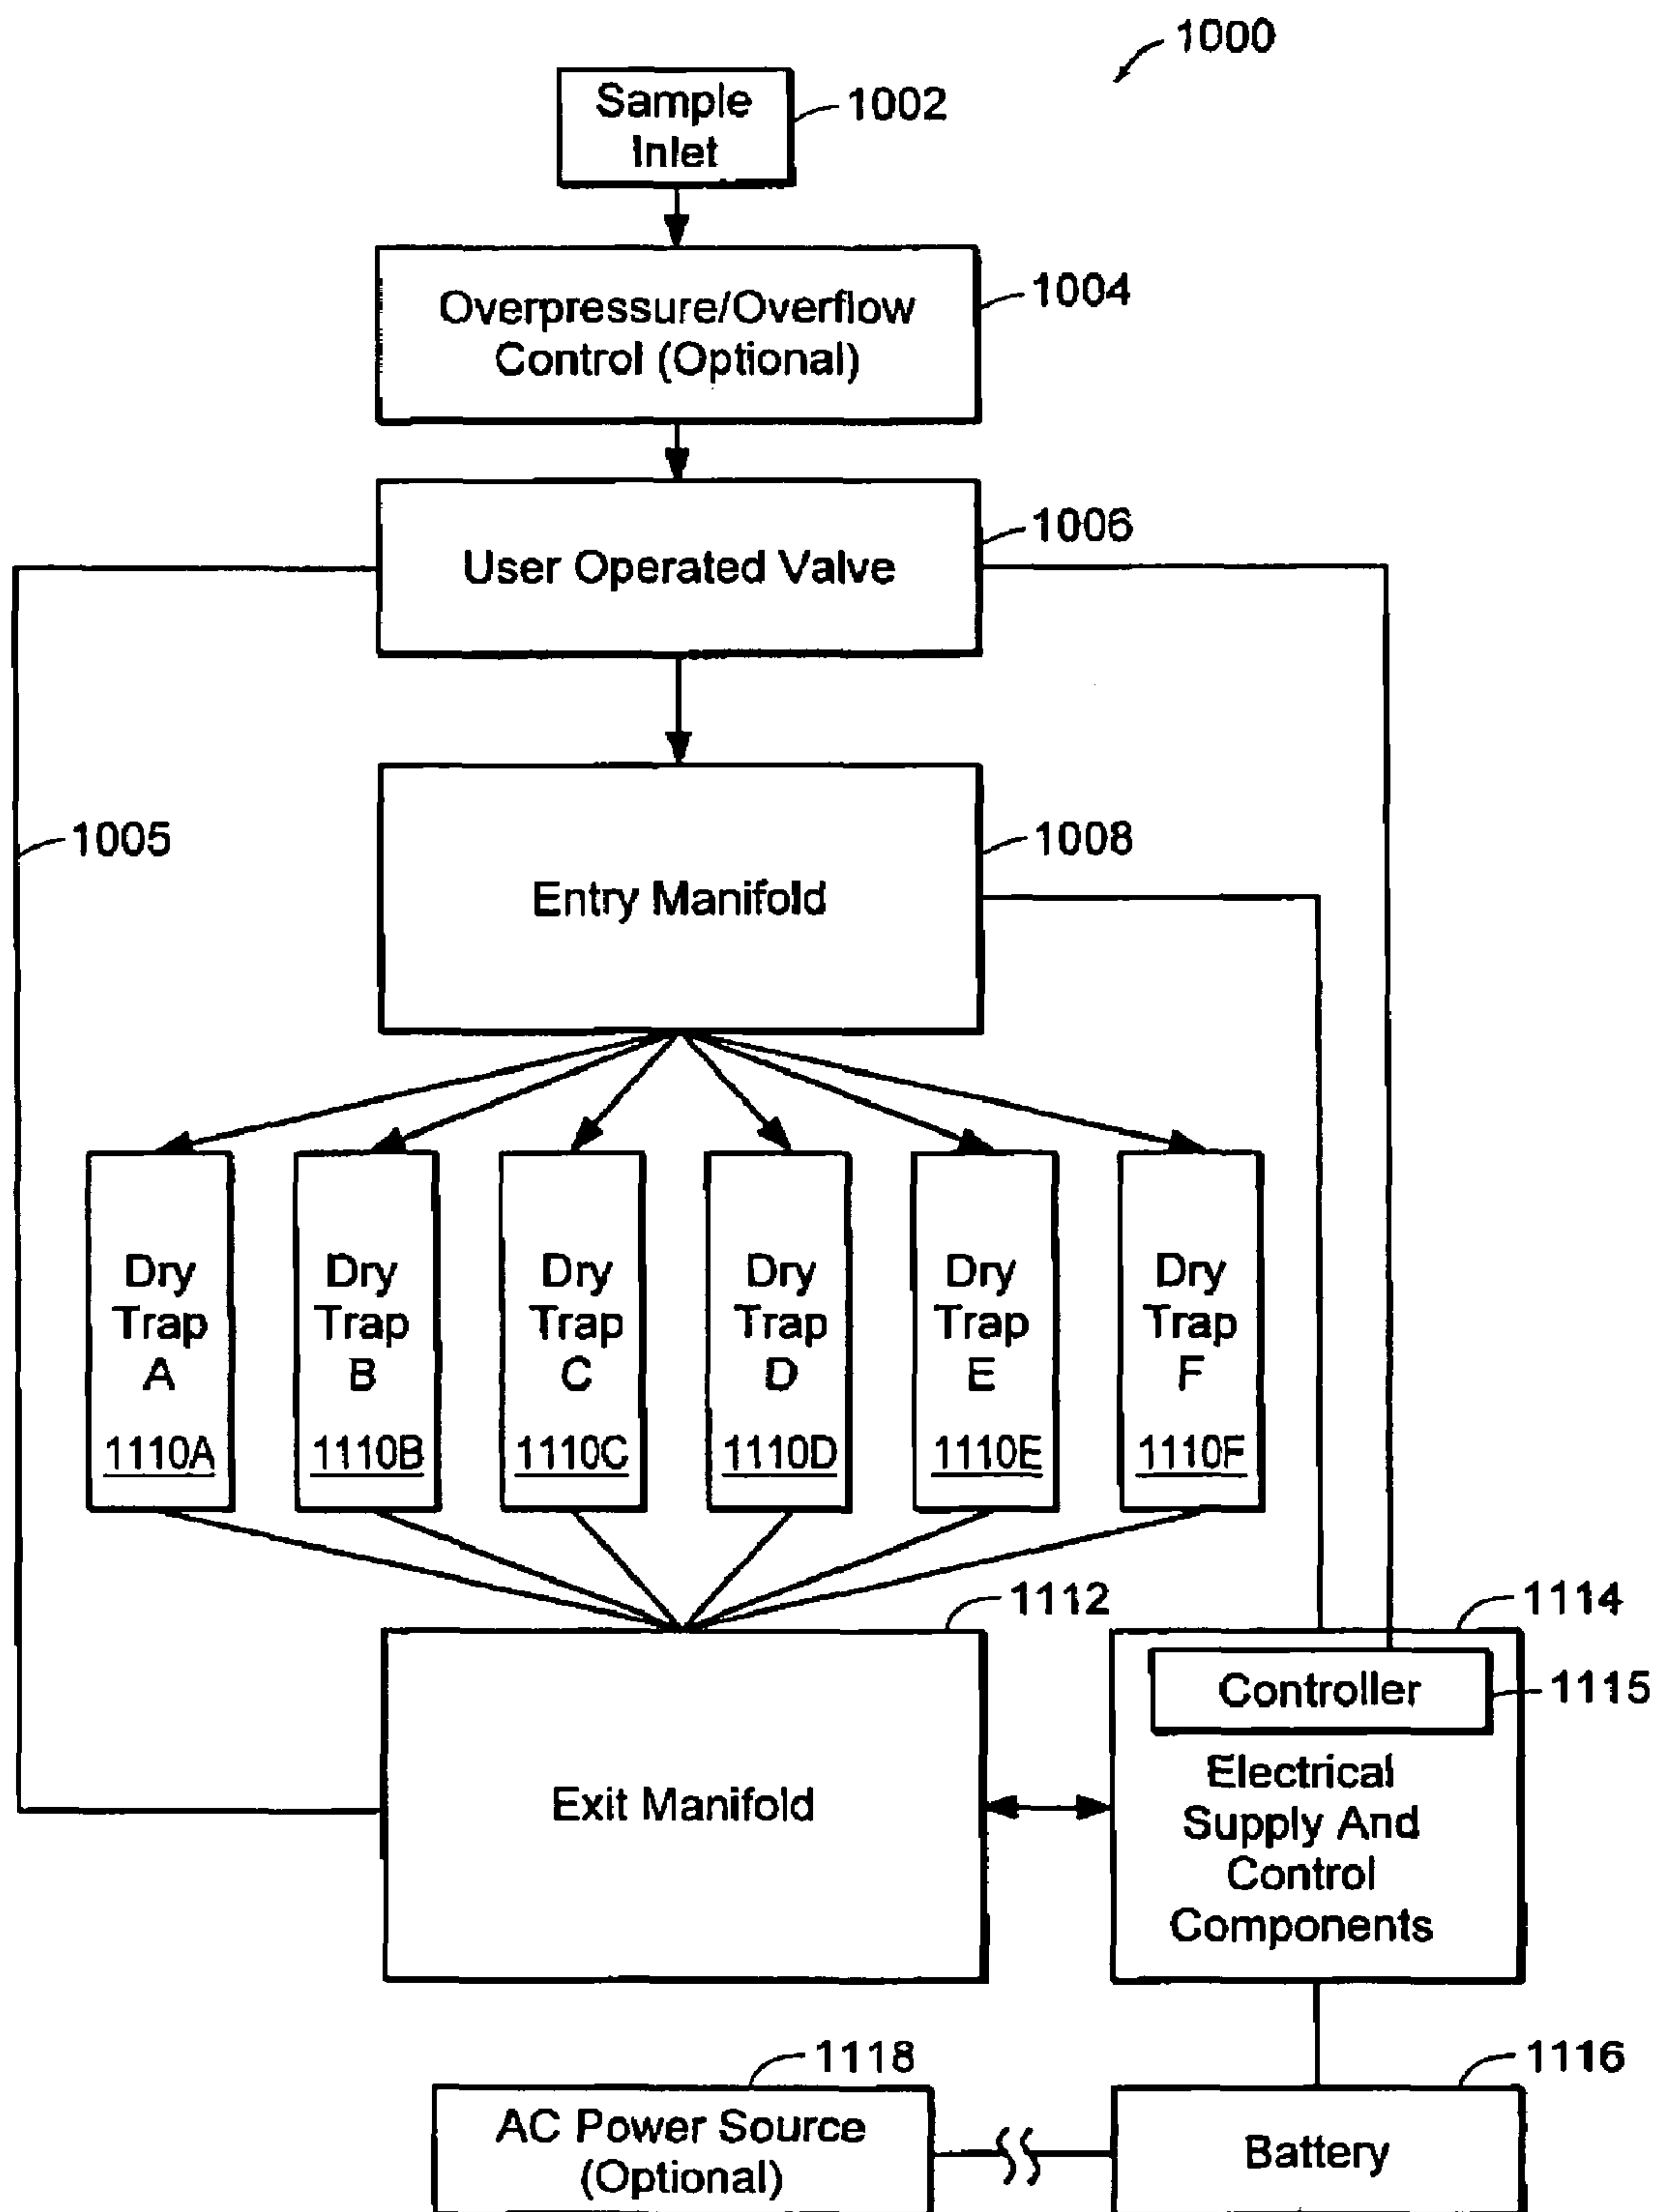 1000
Sample
Inlet
1002
Overpressure/Overflow
Control (Optional)
1004
User Operated Valve
1006
1005
Entry Manifold
1008
Dry
Trap
A
1110A
Dry
Trap
B
1110B
Dry
Trap
C
1110C
Dry
Trap
D
1110D
Dry
Trap
E
1110E
Dry
Trap
F
1110F
Exit Manifold
1112
1114
Controller
1115
Electrical
Supply And
Control
Components
1118
AC Power Source
(Optional)
1116
Battery